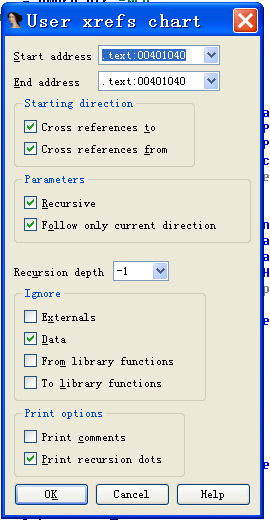 User xrefs chart
Start address .text:00401040
End address .text:00401040
Starting direction
Cross references to
Cross references from
Parameters
Recursive
Follow only current direction
Recursion depth -1
Ignore
Externals
Data
From library functions
To library functions
Print options
Print comments
Print recursion dots
OK Cancel Help